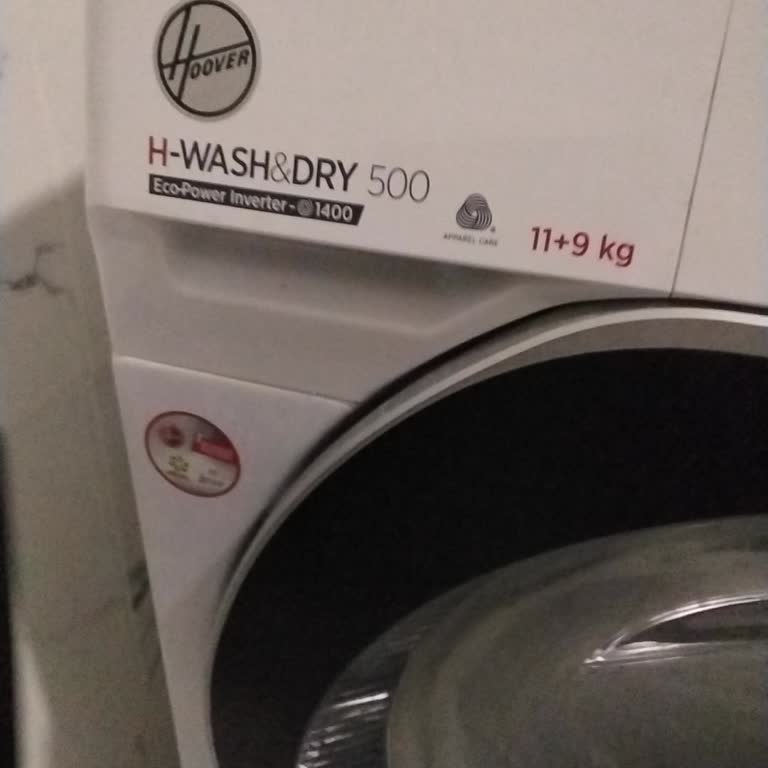 HOOVER
H-WASH&DRY 500
Eco-Power Inverter - 1400
APPAREL CARE
11+9 kg